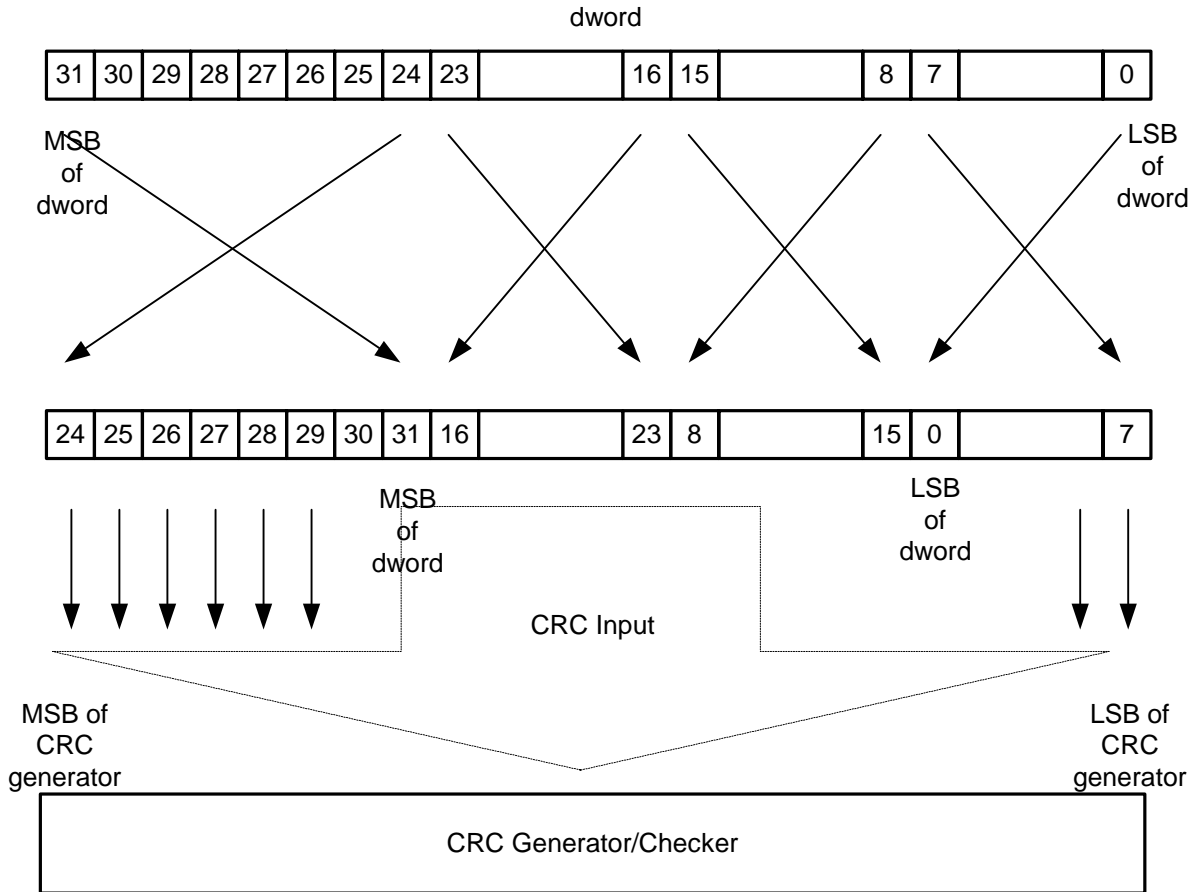 dword
31 30 29 28 27 26 25 24 23 16 15 8 7 0
MSB
of
dword
LSB
of
dword
24 25 26 27 28 29 30 31 16 23 8 15 0 7
MSB
of
dword
LSB
of
dword
CRC Input
MSB of
CRC
generator
LSB of
CRC
generator
CRC Generator/Checker